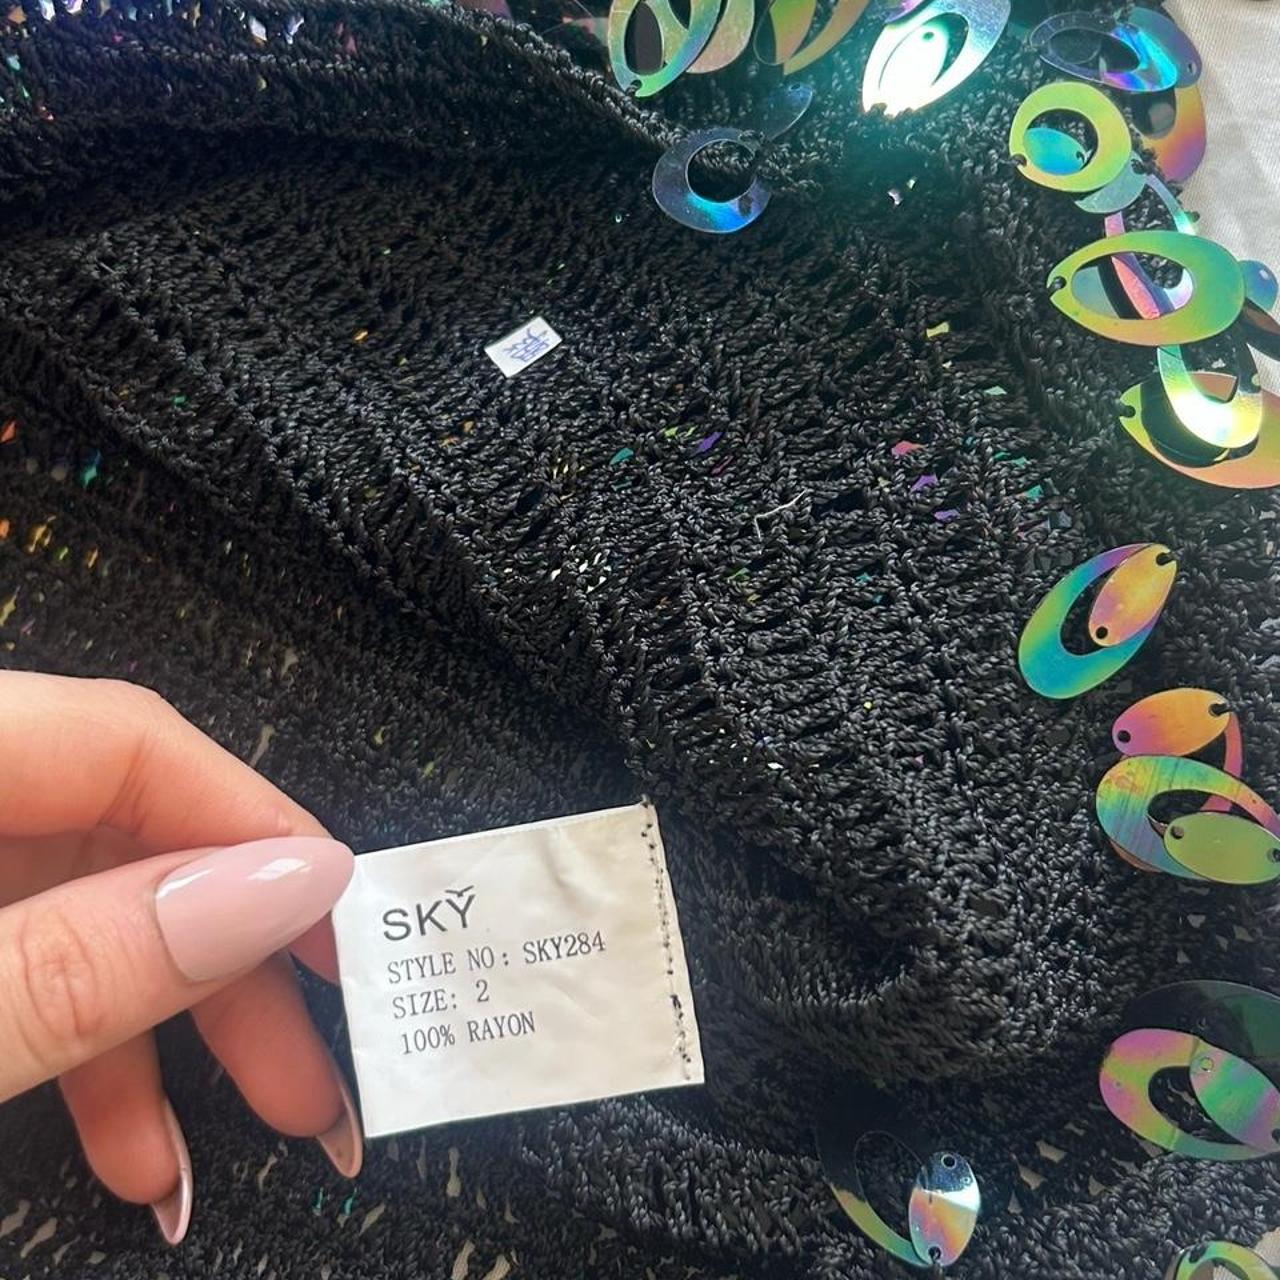 SKY
STYLE NO: SKY284
SIZE: 2
100% RAYON